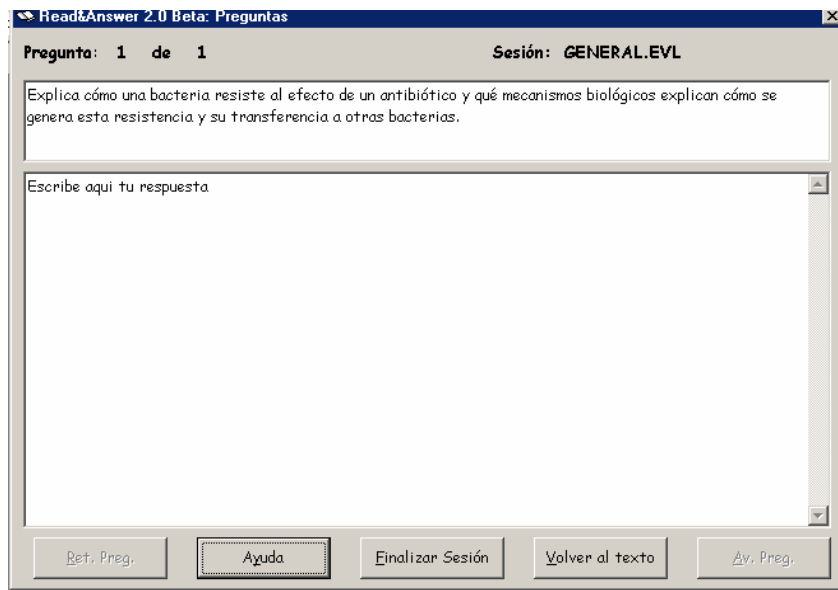 Read&Answer 2.0 Beta: Preguntas
Pregunta: 1 de 1 Sesión: GENERAL.EVL
Explica cómo una bacteria resiste al efecto de un antibiótico y qué mecanismos biológicos explican cómo se
genera esta resistencia y su transferencia a otras bacterias.
Escribe aqui tu respuesta
Ret. Preg. Ayuda Finalizar Sesión Volver al texto Av. Preg.